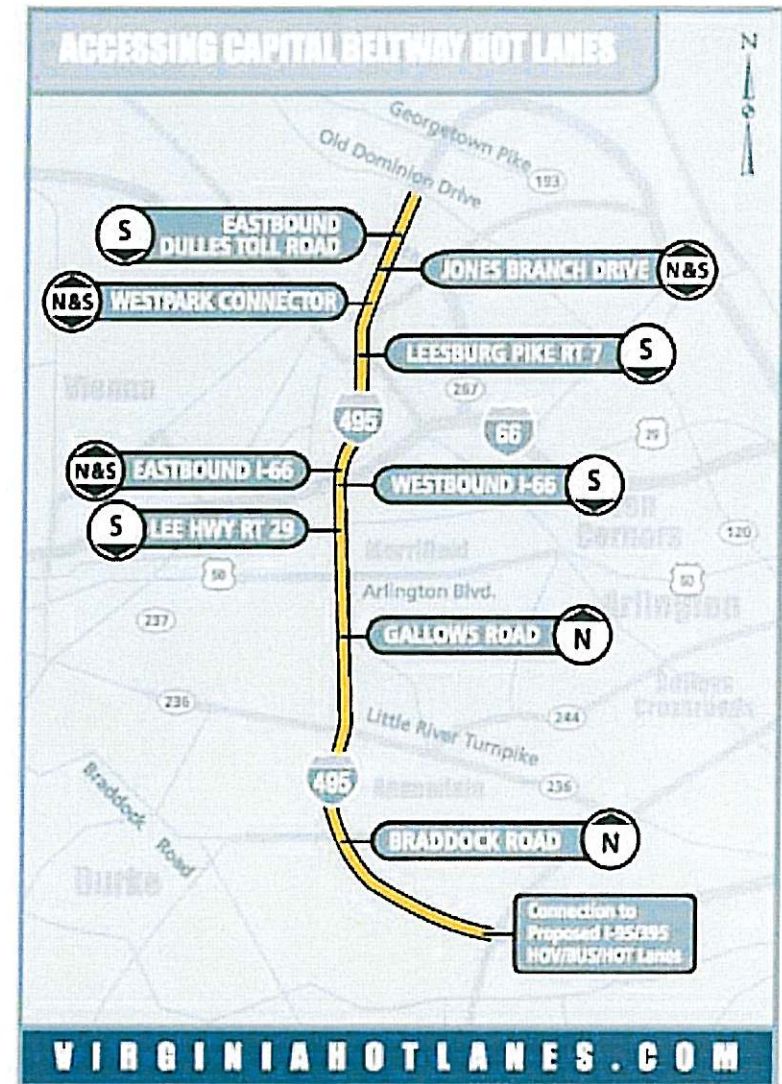 ACCESSING CAPITAL BELTWAY HOT LANES
N
Georgetown Pike
193
Old Dominion Drive
S
EASTBOUND
DULLES TOLL ROAD
JONES BRANCH DRIVE
N&S
N&S
WESTPARK CONNECTOR
LEESBURG PIKE RT 7
S
Vienna
267
495
66
29
N&S
EASTBOUND I-66
WESTBOUND I-66
S
S
LEE HWY RT 29
Corners
120
Merrifield
50
50
Arlington Blvd.
Arlington
237
GALLOWS ROAD
N
236
Crossroads
Little River Turnpike
244
495
Annandale
236
Braddock Road
BRADDOCK ROAD
N
Burke
Connection to
Proposed I-95/395
HOV/BUS/HOT Lanes
VIRGINIAHOTLANES.COM